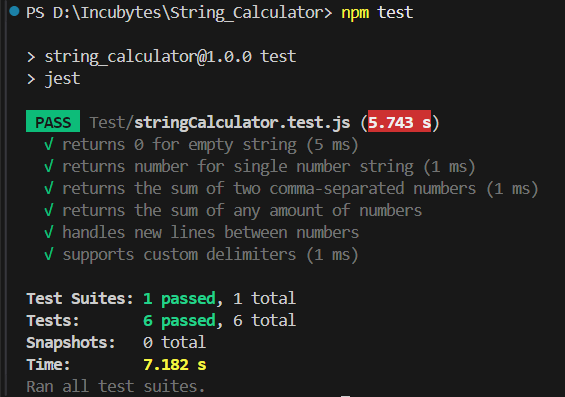 PS D:\Incubytes\String_Calculator> npm test
> string_calculator@1.0.0 test
> jest
PASS Test/stringCalculator.test.js (5.743 s)
√ returns 0 for empty string (5 ms)
√ returns number for single number string (1 ms)
√ returns the sum of two comma-separated numbers (1 ms)
√ returns the sum of any amount of numbers
√ handles new lines between numbers
√ supports custom delimiters (1 ms)
Test Suites: 1 passed, 1 total
Tests: 6 passed, 6 total
Snapshots: 0 total
Time: 7.182 s
Ran all test suites.